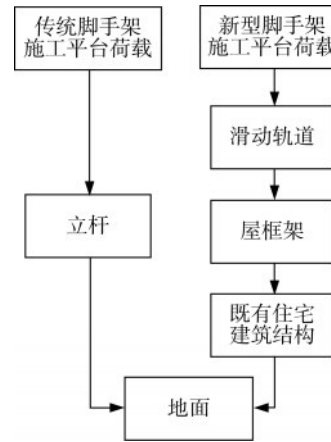 传统脚手架
施工平台荷载
新型脚手架
施工平台荷载
滑动轨道
立杆
屋框架
既有住宅
建筑结构
地面